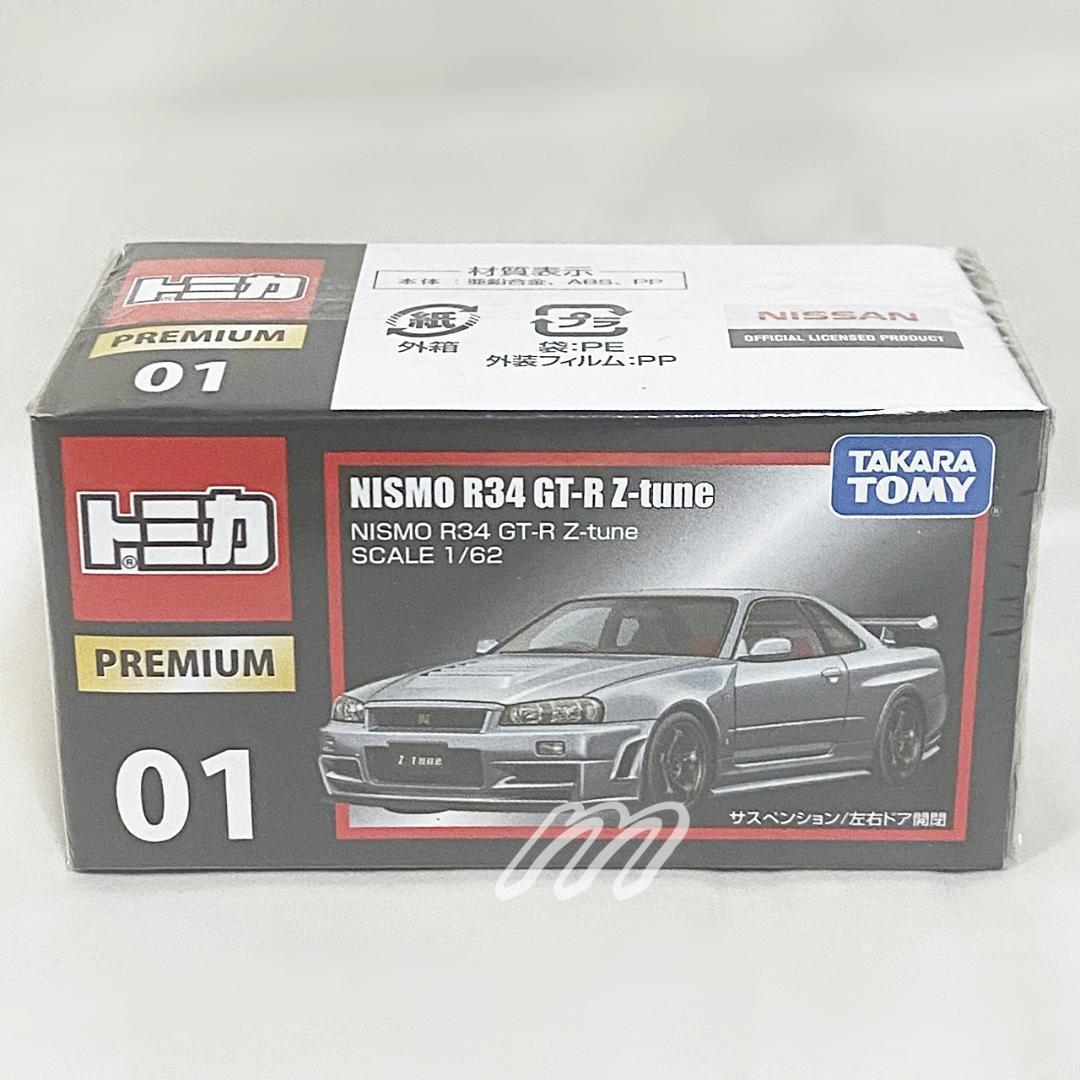 トミカ
PREMIUM
01
材質表示
本体：亜鉛合金、ABS、PP
紙
外箱
プラ
袋:PE
外装フィルム:PP
NISSAN
OFFICIAL LICENSED PRODUCT
トミカ®
PREMIUM
01
NISMO R34 GT-R Z-tune
NISMO R34 GT-R Z-tune
SCALE 1/62
TAKARA
TOMY®
Z tune
サスペンション/左右ドア開閉
m